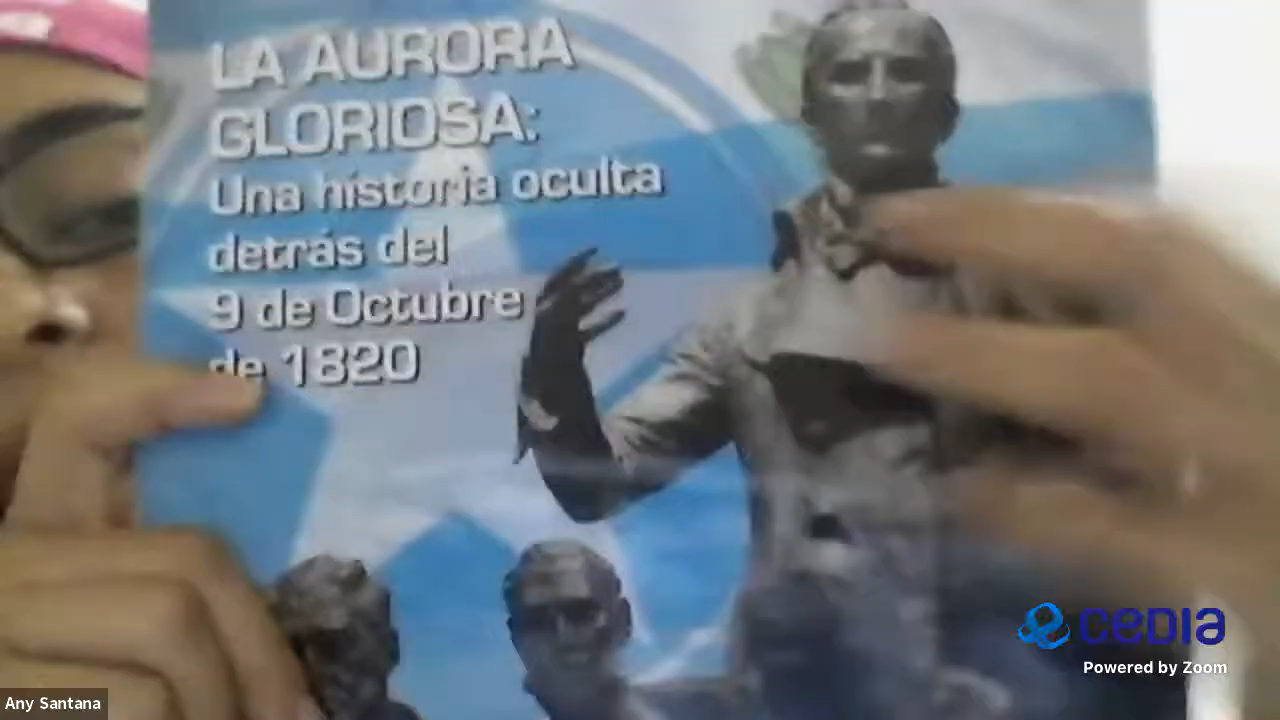 LA AURORA
GLORIOSA:
Una historia oculta
detrás del
9 de Octubre
de 1820
CEDIA
Powered by Zoom
Any Santana